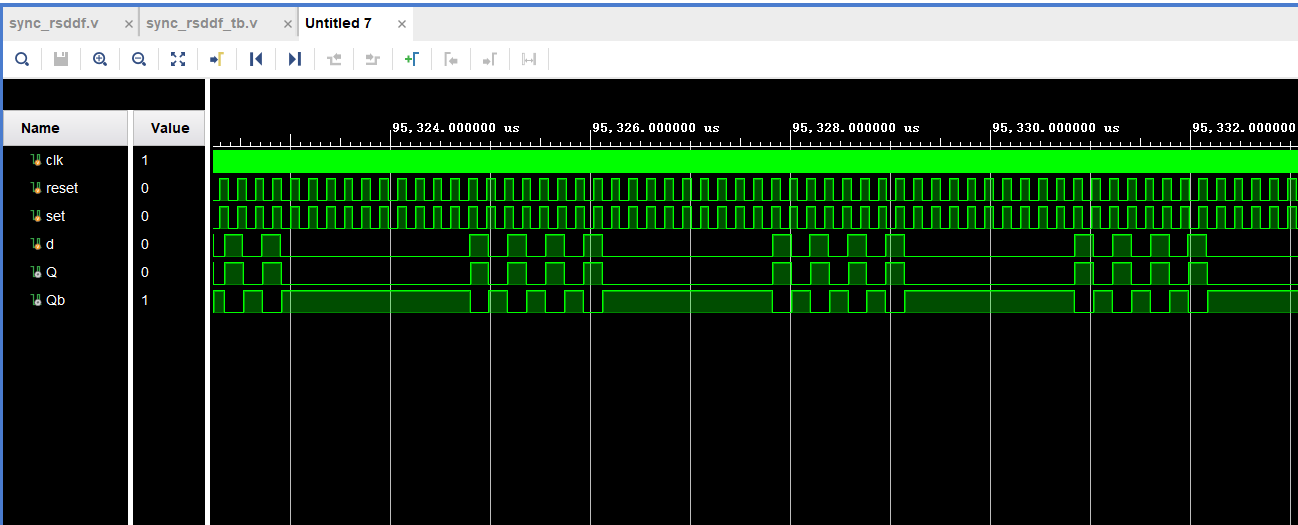 sync_rsddf.v × sync_rsddf_tb.v × Untitled 7 ×
95,324.000000 us 95,326.000000 us 95,328.000000 us 95,330.000000 us 95,332.000000
Name Value
clk 1
reset 0
set 0
d 0
Q 0
Qb 1